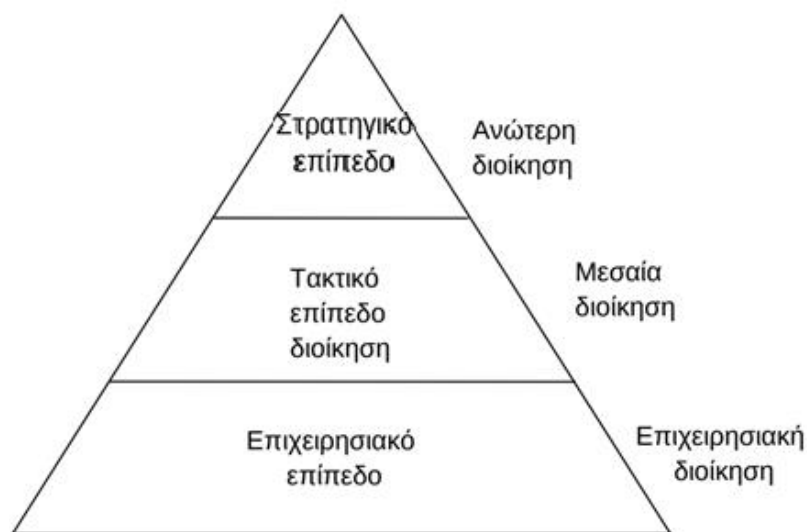 Στρατηγικό
επίπεδο
Ανώτερη
διοίκηση
Τακτικό
επίπεδο
διοίκηση
Μεσαία
διοίκηση
Επιχειρησιακό
επίπεδο
Επιχειρησιακή
διοίκηση